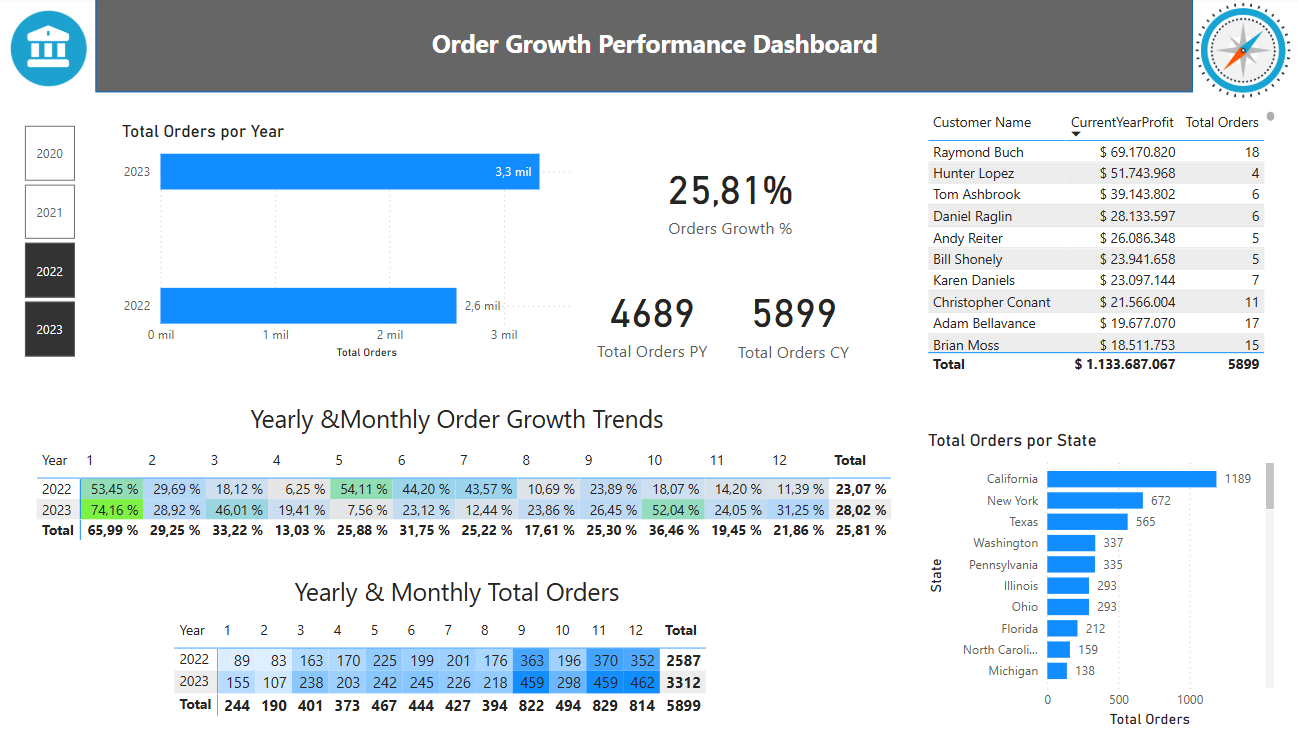 Order Growth Performance Dashboard
2020
2021
2022
2023
Total Orders por Year
2023
3,3 mil
2022
2,6 mil
0 mil 1 mil 2 mil 3 mil
Total Orders
25,81%
Orders Growth %
4689 5899
Total Orders PY Total Orders CY
Customer Name CurrentYearProfit Total Orders
Raymond Buch $ 69.170.820 18
Hunter Lopez $ 51.743.968 4
Tom Ashbrook $ 39.143.802 6
Daniel Raglin $ 28.133.597 6
Andy Reiter $ 26.086.348 5
Bill Shonely $ 23.941.658 5
Karen Daniels $ 23.097.144 7
Christopher Conant $ 21.566.004 11
Adam Bellavance $ 19.677.070 17
Brian Moss $ 18.511.753 15
Total $ 1.133.687.067 5899
Yearly &Monthly Order Growth Trends
Year 1 2 3 4 5 6 7 8 9 10 11 12 Total
2022 53,45 % 29,69 % 18,12 % 6,25 % 54,11 % 44,20 % 43,57 % 10,69 % 23,89 % 18,07 % 14,20 % 11,39 % 23,07 %
2023 74,16 % 28,92 % 46,01 % 19,41 % 7,56 % 23,12 % 12,44 % 23,86 % 26,45 % 52,04 % 24,05 % 31,25 % 28,02 %
Total 65,99 % 29,25 % 33,22 % 13,03 % 25,88 % 31,75 % 25,22 % 17,61 % 25,30 % 36,46 % 19,45 % 21,86 % 25,81 %
Yearly & Monthly Total Orders
Year 1 2 3 4 5 6 7 8 9 10 11 12 Total
2022 89 83 163 170 225 199 201 176 363 196 370 352 2587
2023 155 107 238 203 242 245 226 218 459 298 459 462 3312
Total 244 190 401 373 467 444 427 394 822 494 829 814 5899
Total Orders por State
State
California 1189
New York 672
Texas 565
Washington 337
Pennsylvania 335
Illinois 293
Ohio 293
Florida 212
North Caroli... 159
Michigan 138
0 500 1000
Total Orders